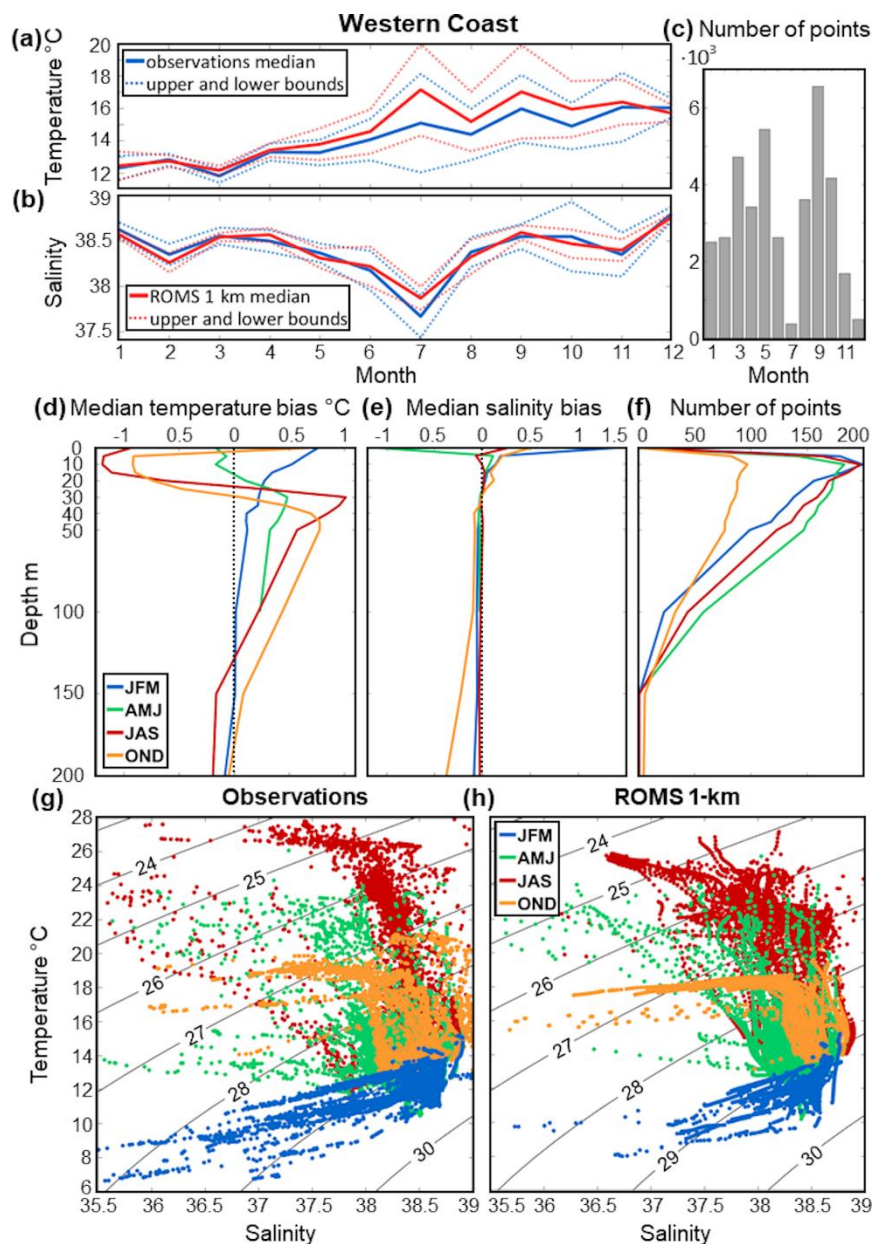 Western Coast
(a)
Temperature °C
20
18
16
14
12
observations median
upper and lower bounds
(b)
Salinity
39
38.5
38
37.5
ROMS 1 km median
upper and lower bounds
1 2 3 4 5 6 7 8 9 10 11 12
Month
(c) Number of points
·10³
6
4
2
0
1 3 5 7 9 11
Month
(d) Median temperature bias °C
-1 -0.5 0 0.5 1
Depth m
0
10
20
30
40
50
100
150
200
JFM
AMJ
JAS
OND
(e) Median salinity bias
-1 -0.5 0 0.5 1 1.5
(f) Number of points
0 50 100 150 200
(g) Observations
Temperature °C
28
26
24
22
20
18
16
14
12
10
8
6
24
25
26
27
28
30
35.5 36 36.5 37 37.5 38 38.5 39
Salinity
(h) ROMS 1-km
JFM
AMJ
JAS
OND
24
25
26
27
28
29
30
35.5 36 36.5 37 37.5 38 38.5 39
Salinity